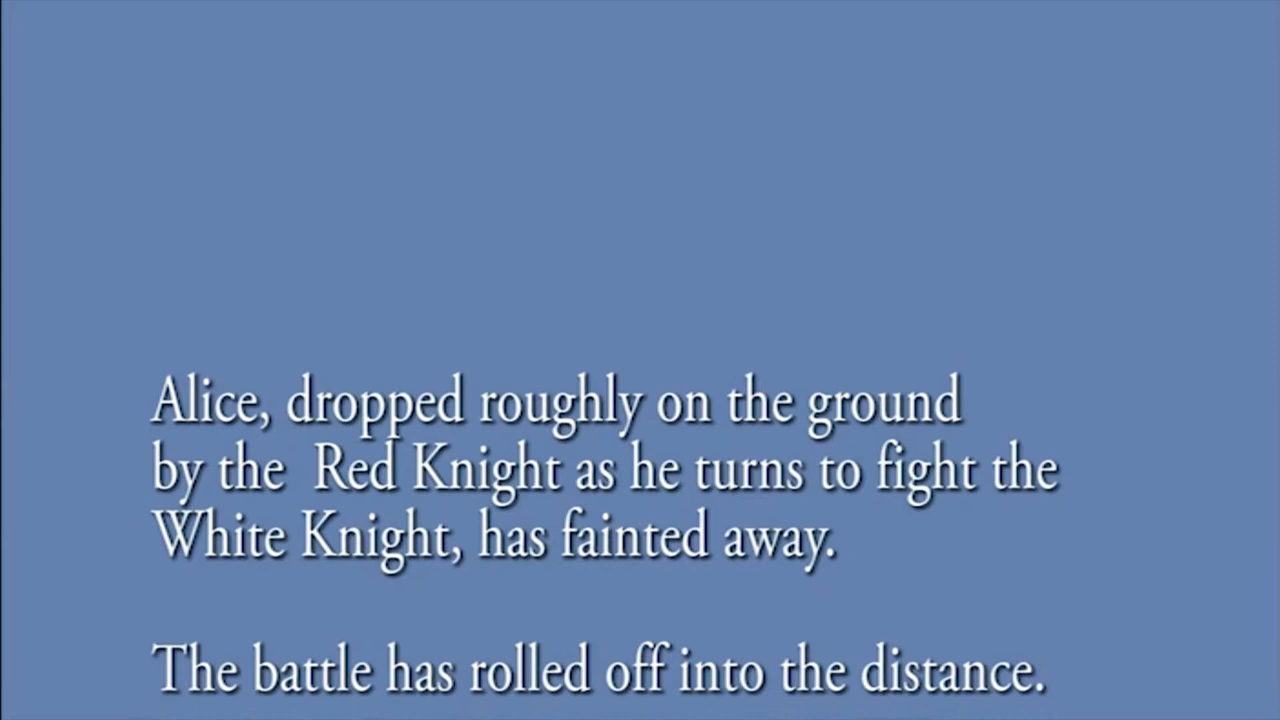 Alice, dropped roughly on the ground
by the  Red Knight as he turns to fight the
White Knight, has fainted away.
The battle has rolled off into the distance.